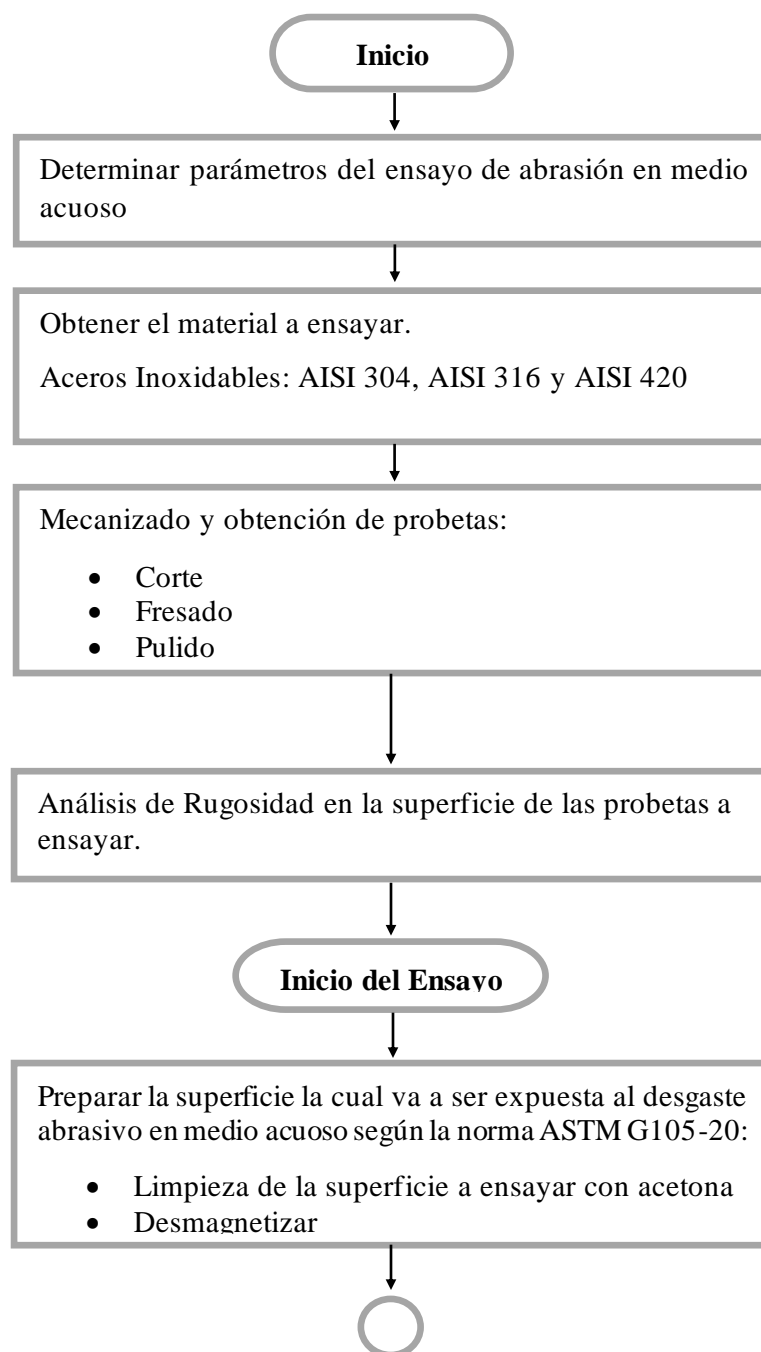 Inicio
Determinar parámetros del ensayo de abrasión en medio
acuoso
Obtener el material a ensayar.
Aceros Inoxidables: AISI 304, AISI 316 y AISI 420
Mecanizado y obtención de probetas:
• Corte
• Fresado
• Pulido
Análisis de Rugosidad en la superficie de las probetas a
ensayar.
Inicio del Ensayo
Preparar la superficie la cual va a ser expuesta al desgaste
abrasivo en medio acuoso según la norma ASTM G105-20:
• Limpieza de la superficie a ensayar con acetona
• Desmagnetizar